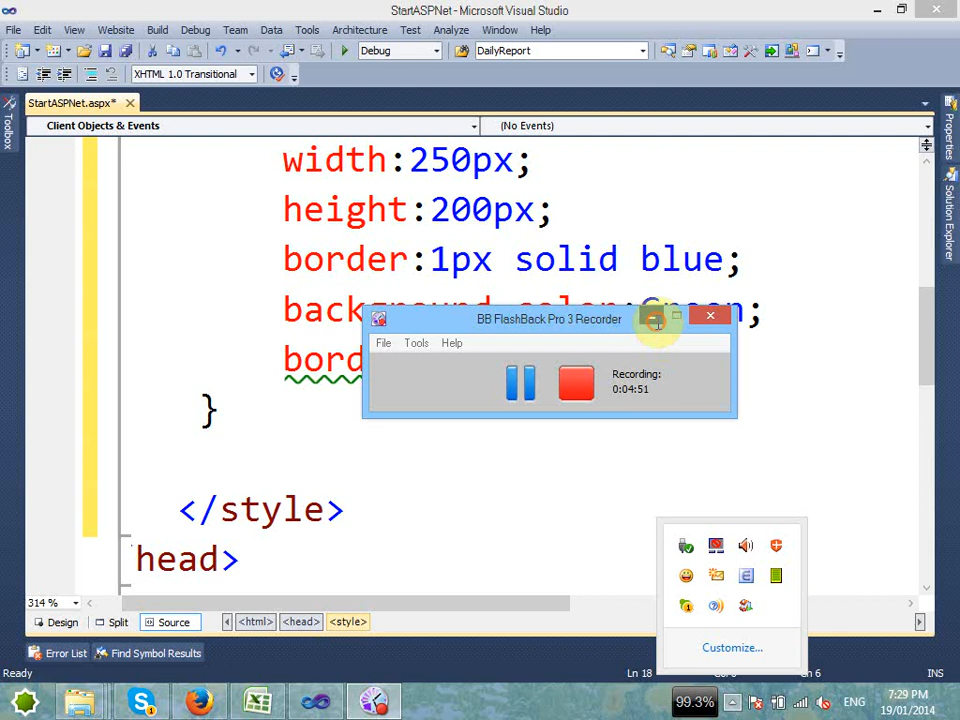 StartASPNet - Microsoft Visual Studio
File Edit View Website Build Debug Team Data Tools Architecture Test Analyze Window Help
Debug DailyReport
XHTML 1.0 Transitional
StartASPNet.aspx*
Client Objects & Events (No Events)
Toolbox
Properties
Solution Explorer
width:250px;
height:200px;
border:1px solid blue;
BB FlashBack Pro 3 Recorder
File Tools Help
Recording:
0:04:51
bord
}
</style>
head>
314 %
Design Split Source <html> <head> <style>
Error List Find Symbol Results
Customize...
Ready Ln 18 Ch 6 INS
99.3% ENG
7:29 PM
19/01/2014